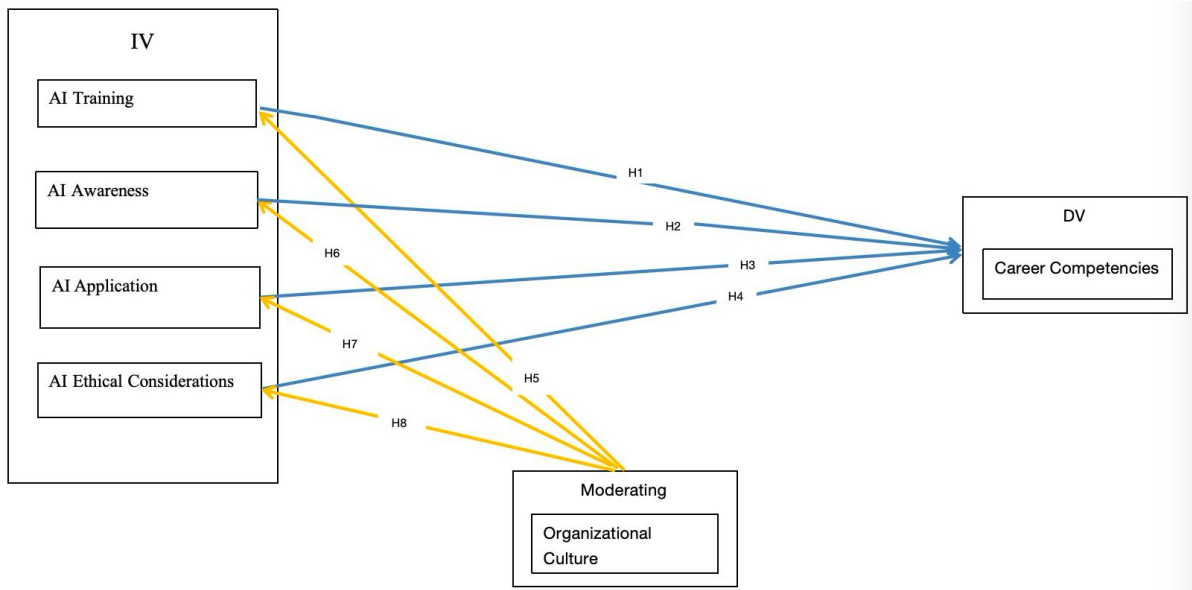 IV
AI Training
AI Awareness
AI Application
AI Ethical Considerations
H1
H2
H3
H4
H6
H7
H5
H8
DV
Career Competencies
Moderating
Organizational
Culture